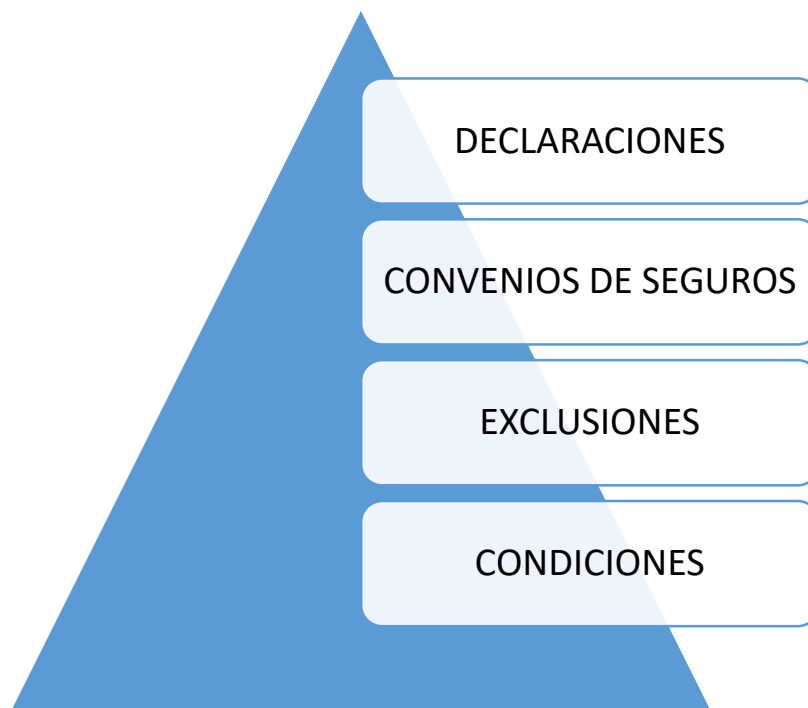 DECLARACIONES
CONVENIOS DE SEGUROS
EXCLUSIONES
CONDICIONES